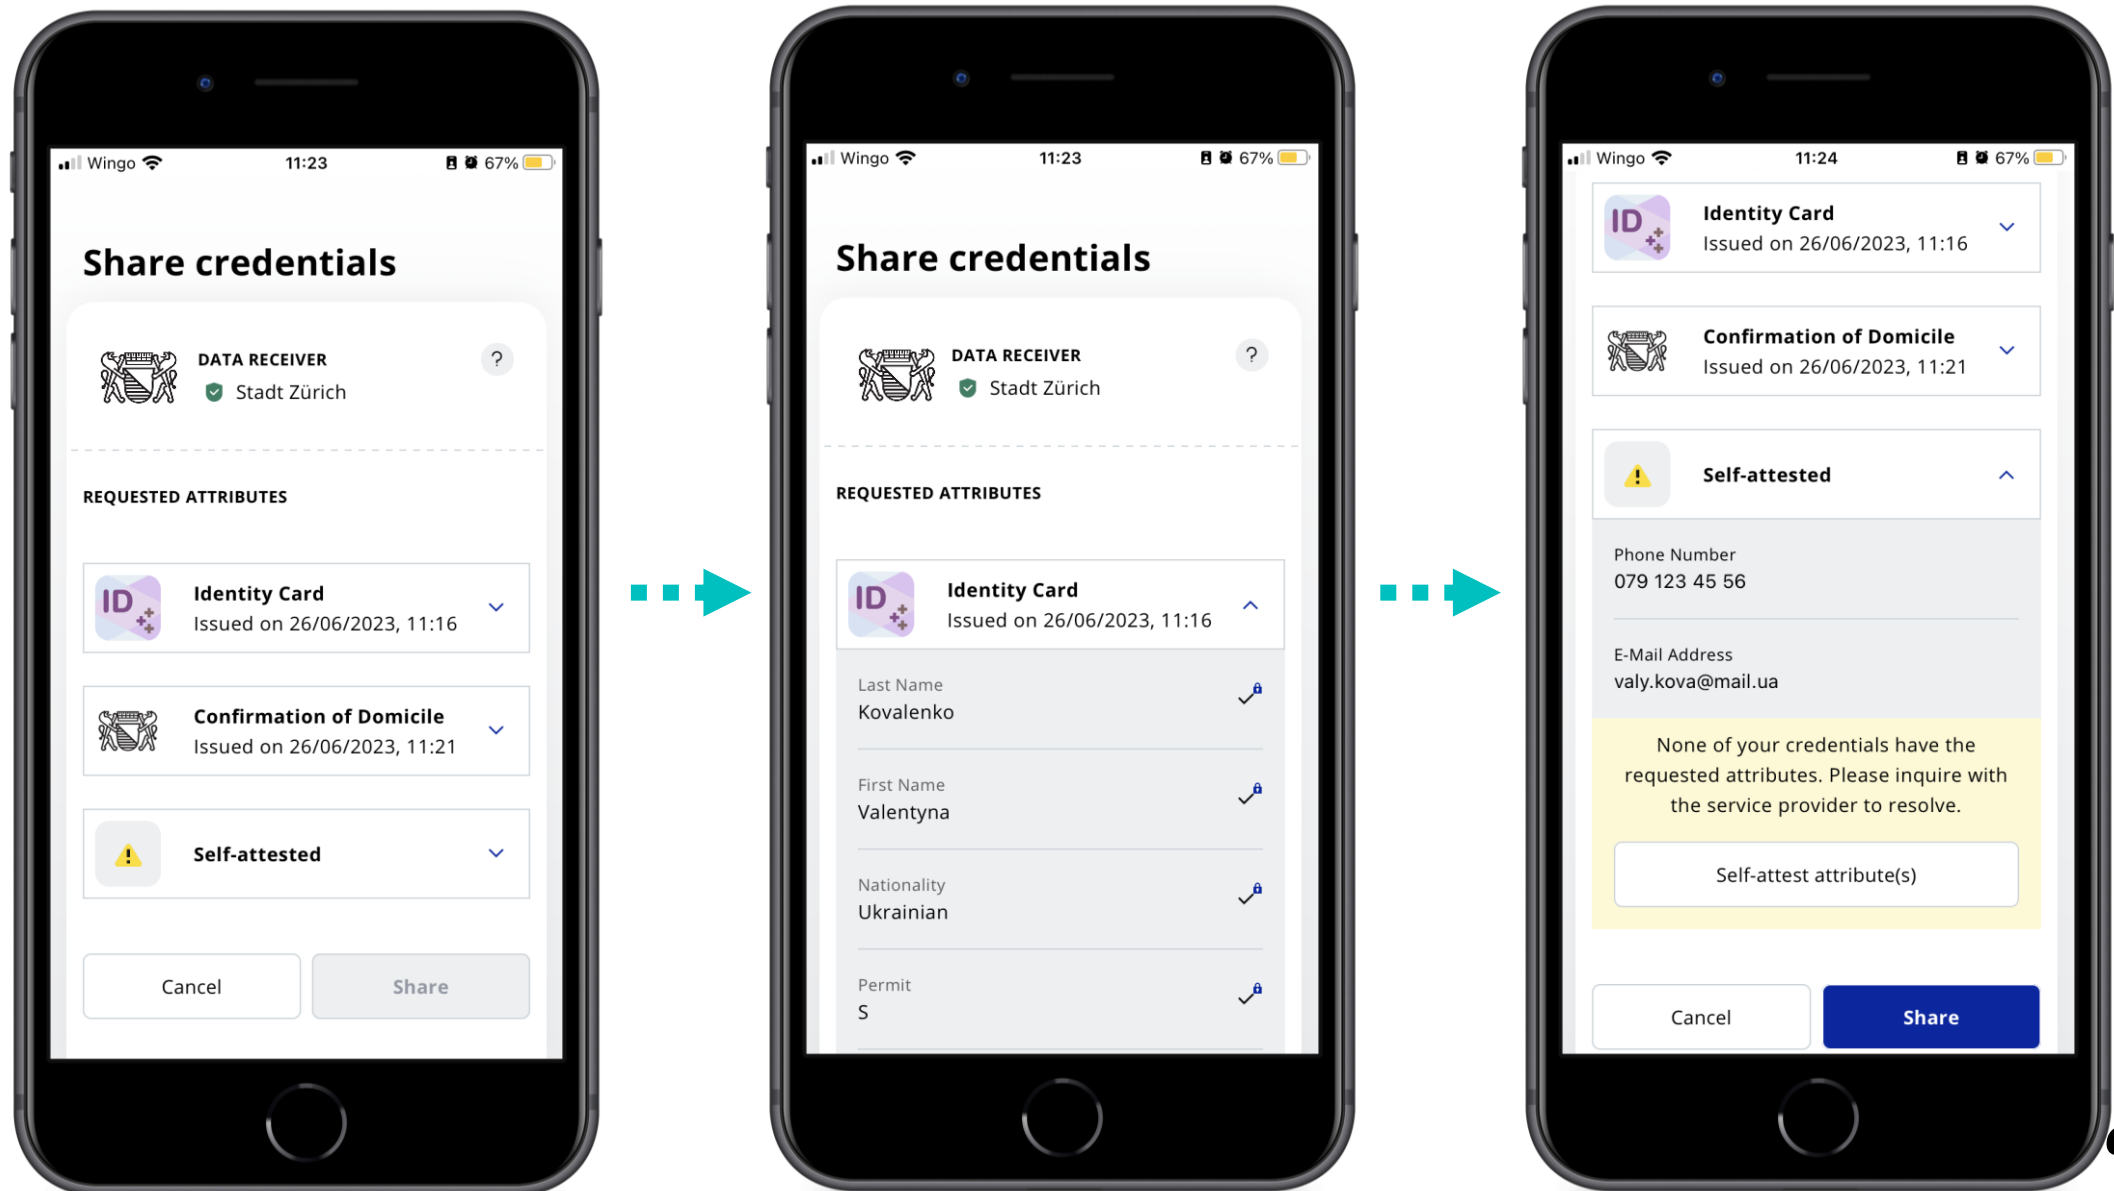 Wingo 11:23 67%
Share credentials
DATA RECEIVER
?
Stadt Zürich
REQUESTED ATTRIBUTES
ID
Identity Card
Issued on 26/06/2023, 11:16
Confirmation of Domicile
Issued on 26/06/2023, 11:21
Self-attested
Cancel
Share
Wingo 11:23 67%
Share credentials
DATA RECEIVER
?
Stadt Zürich
REQUESTED ATTRIBUTES
ID
Identity Card
Issued on 26/06/2023, 11:16
Last Name
Kovalenko
First Name
Valentyna
Nationality
Ukrainian
Permit
S
Wingo 11:24 67%
ID
Identity Card
Issued on 26/06/2023, 11:16
Confirmation of Domicile
Issued on 26/06/2023, 11:21
Self-attested
Phone Number
079 123 45 56
E-Mail Address
valy.kova@mail.ua
None of your credentials have the
requested attributes. Please inquire with
the service provider to resolve.
Self-attest attribute(s)
Cancel
Share